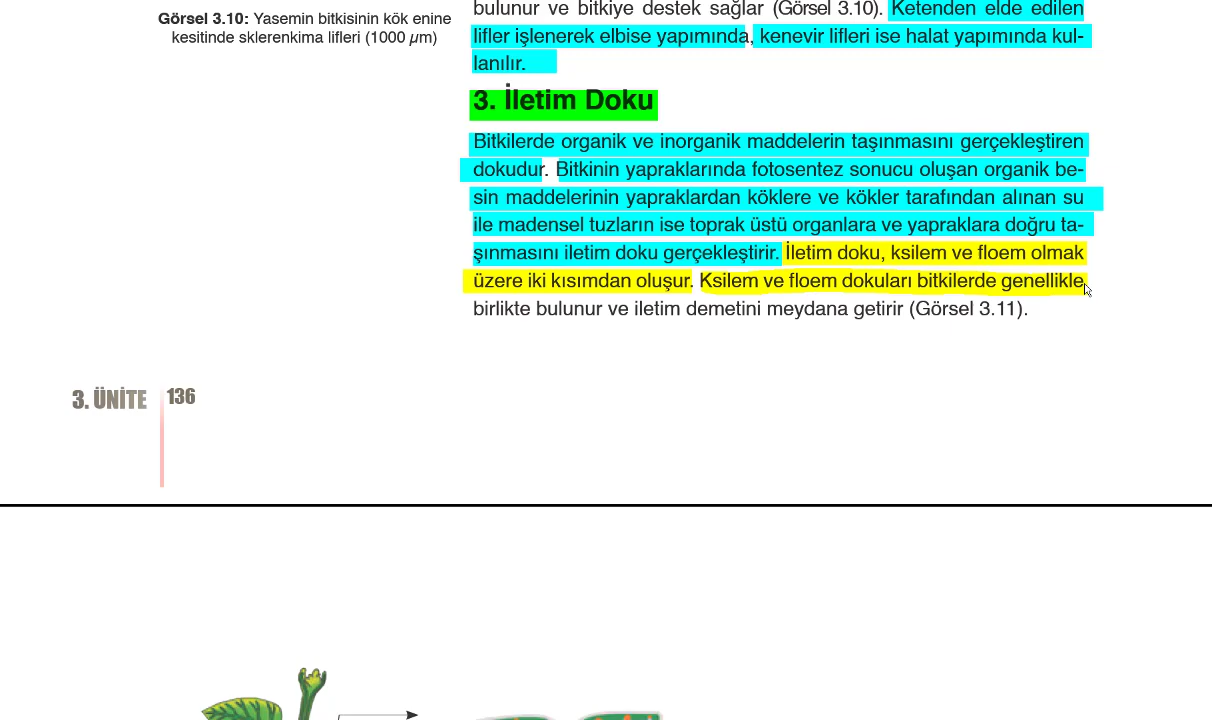 Görsel 3.10: Yasemin bitkisinin kök enine
kesitinde sklerenkima lifleri (1000 µm)
bulunur ve bitkiye destek sağlar (Görsel 3.10). Ketenden elde edilen
lifler işlenerek elbise yapımında, kenevir lifleri ise halat yapımında kul-
lanılır.
3. İletim Doku
Bitkilerde organik ve inorganik maddelerin taşınmasını gerçekleştiren
dokudur. Bitkinin yapraklarında fotosentez sonucu oluşan organik be-
sin maddelerinin yapraklardan köklere ve kökler tarafından alınan su
ile madensel tuzların ise toprak üstü organlara ve yapraklara doğru ta-
şınmasını iletim doku gerçekleştirir. İletim doku, ksilem ve floem olmak
üzere iki kısımdan oluşur. Ksilem ve floem dokuları bitkilerde genellikle
birlikte bulunur ve iletim demetini meydana getirir (Görsel 3.11).
3. ÜNİTE 136